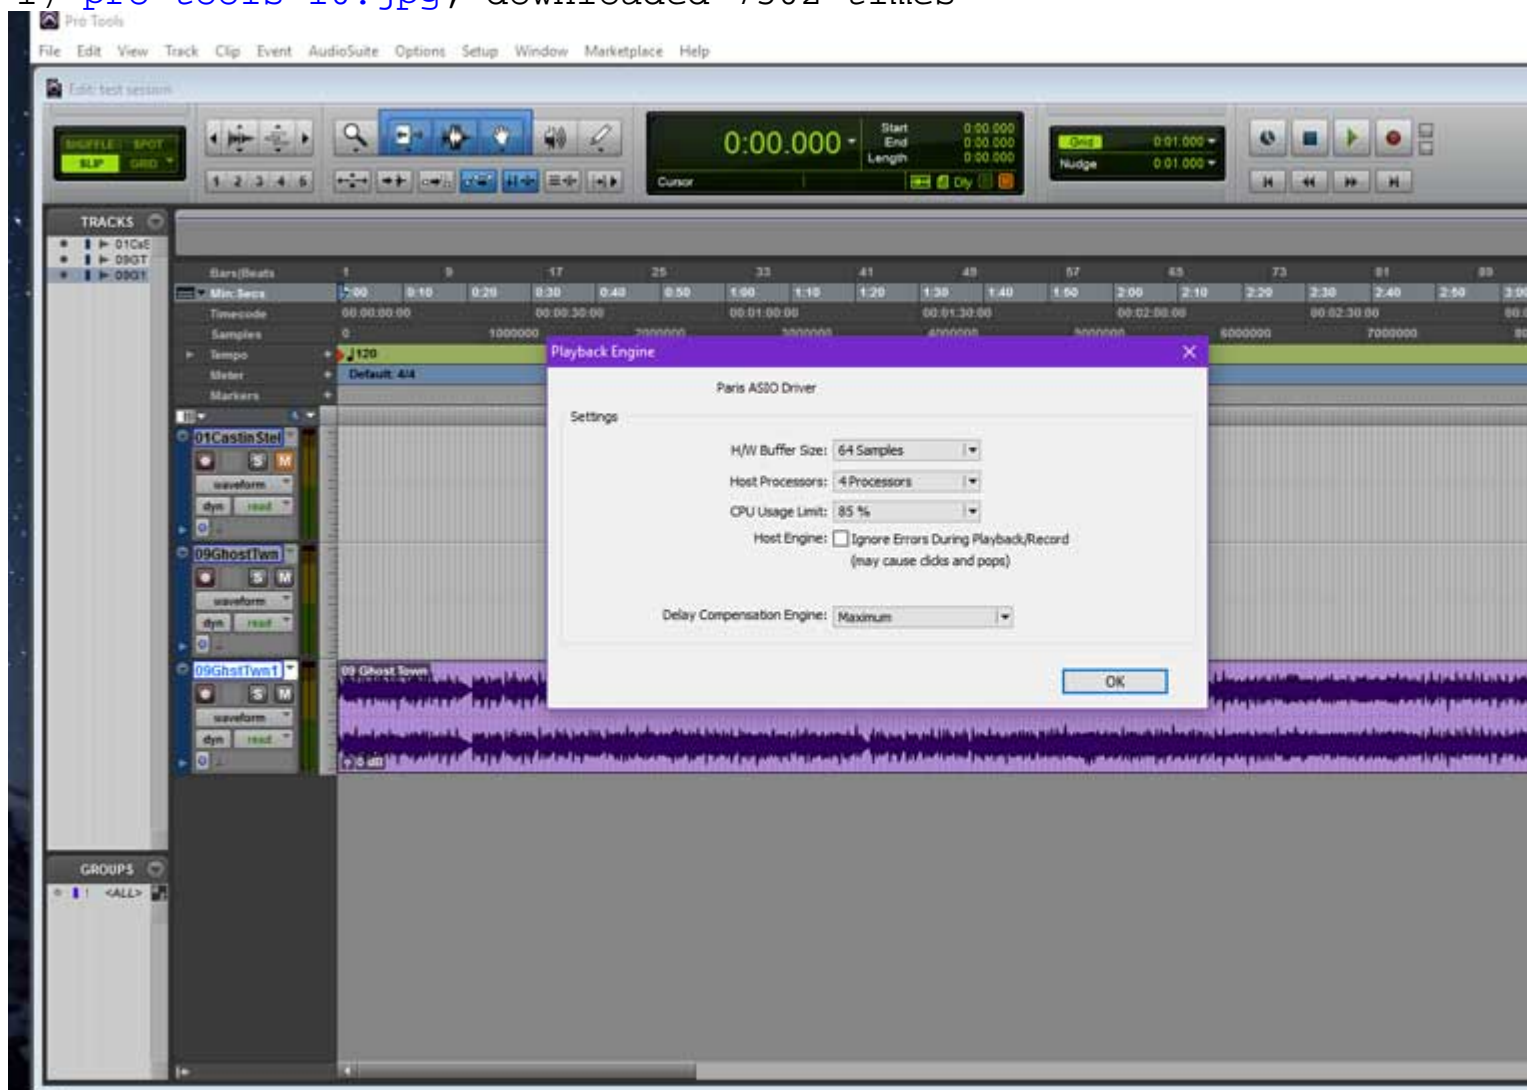 Pro Tools
File Edit View Track Clip Event AudioSuite Options Setup Window Marketplace Help
Edit: test session
SHUFFLE SPOT
SLIP GRID
1 2 3 4 5
0:00.000
Start 0:00.000
End 0:00.000
Length 0:00.000
Cursor
Dly
Grid 0:01.000
Nudge 0:01.000
TRACKS
01CsS
09GT
09GT
Bars|Beats 1 9 17 25 33 41 49 57 65 73 81 89
Min:Secs 0:00 0:10 0:20 0:30 0:40 0:50 1:00 1:10 1:20 1:30 1:40 1:50 2:00 2:10 2:20 2:30 2:40 2:50 3:00
Timecode 00:00:00:00 00:00:30:00 00:01:00:00 00:01:30:00 00:02:00:00 00:02:30:00
Samples 0 1000000 2000000 3000000 4000000 5000000 6000000 7000000
Tempo 120
Meter Default: 4/4
Markers
Playback Engine
Paris ASIO Driver
Settings
H/W Buffer Size: 64 Samples
Host Processors: 4 Processors
CPU Usage Limit: 85 %
Host Engine: Ignore Errors During Playback/Record
(may cause clicks and pops)
Delay Compensation Engine: Maximum
OK
01CastinStel
S M
waveform
dyn read
09GhostTwn
S M
waveform
dyn read
09GhstTwn1
S M
waveform
dyn read
09 Ghost Town
0 dB
GROUPS
! <ALL>